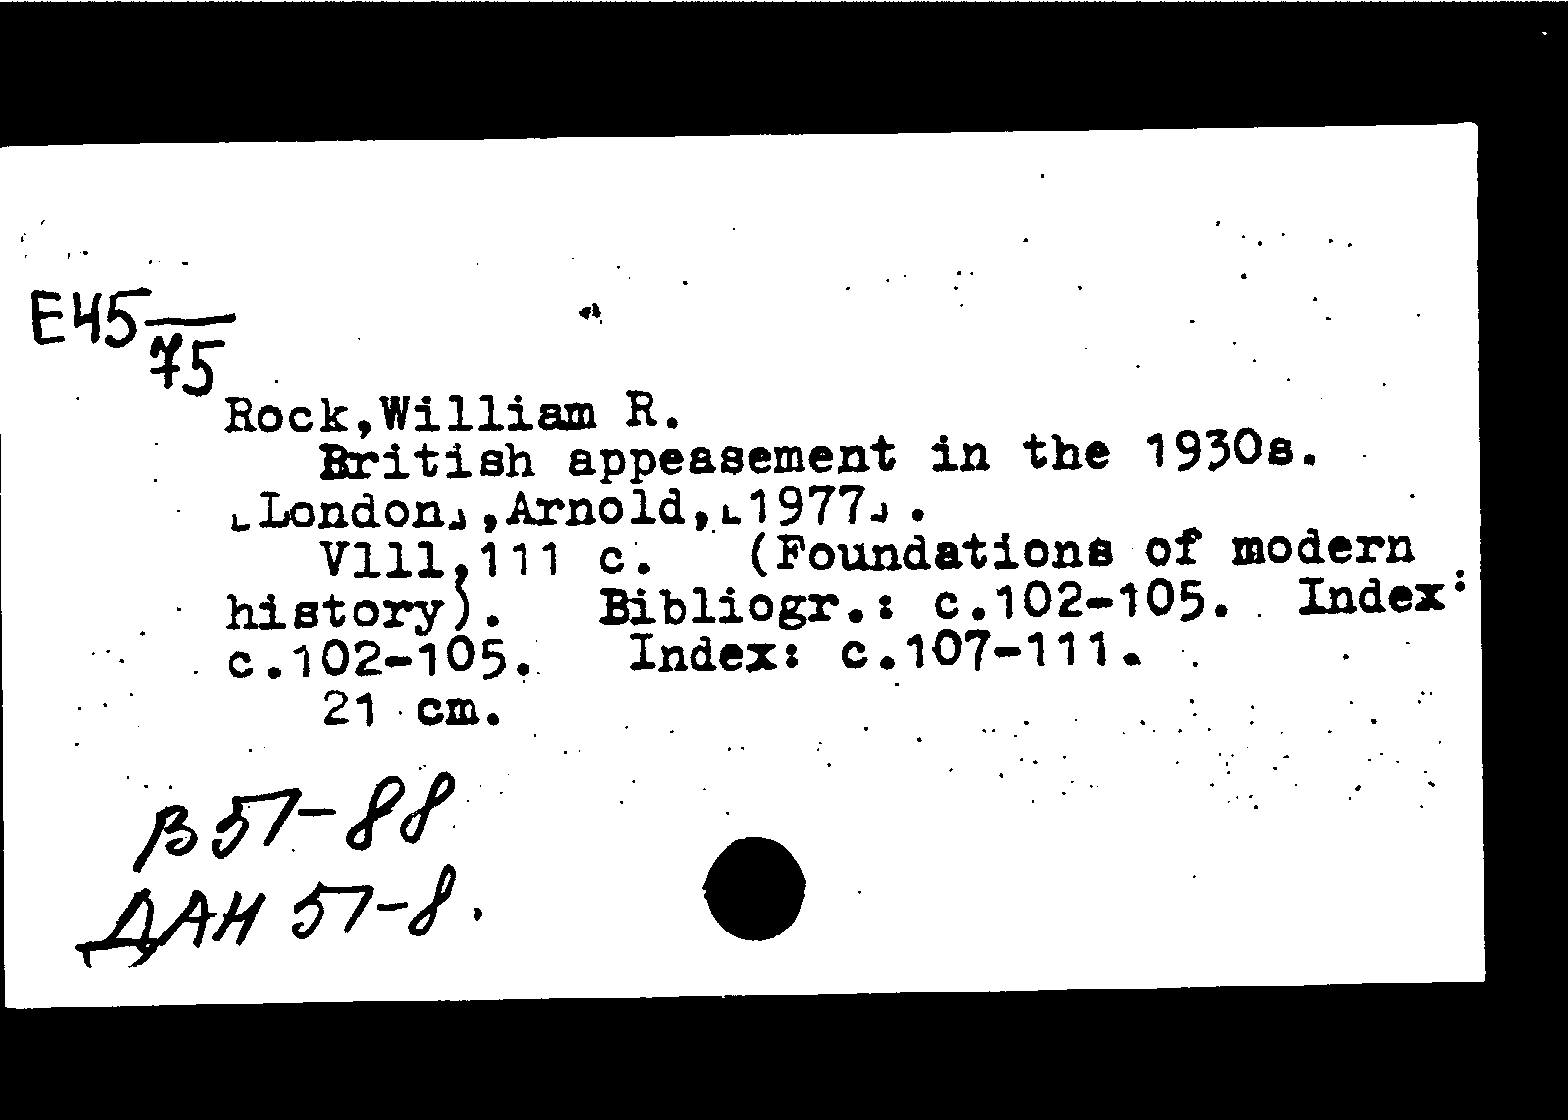 E45
75
Rock,William R.
British appeasement in the 1930s.
⌞London⌟,Arnold,⌞1977⌟.
V111,111 c. (Foundations of modern
history). Bibliogr.: c.102-105. Index:
c.102-105. Index: c.107-111.
21 cm.
В 57-88
ДАН 57-8.